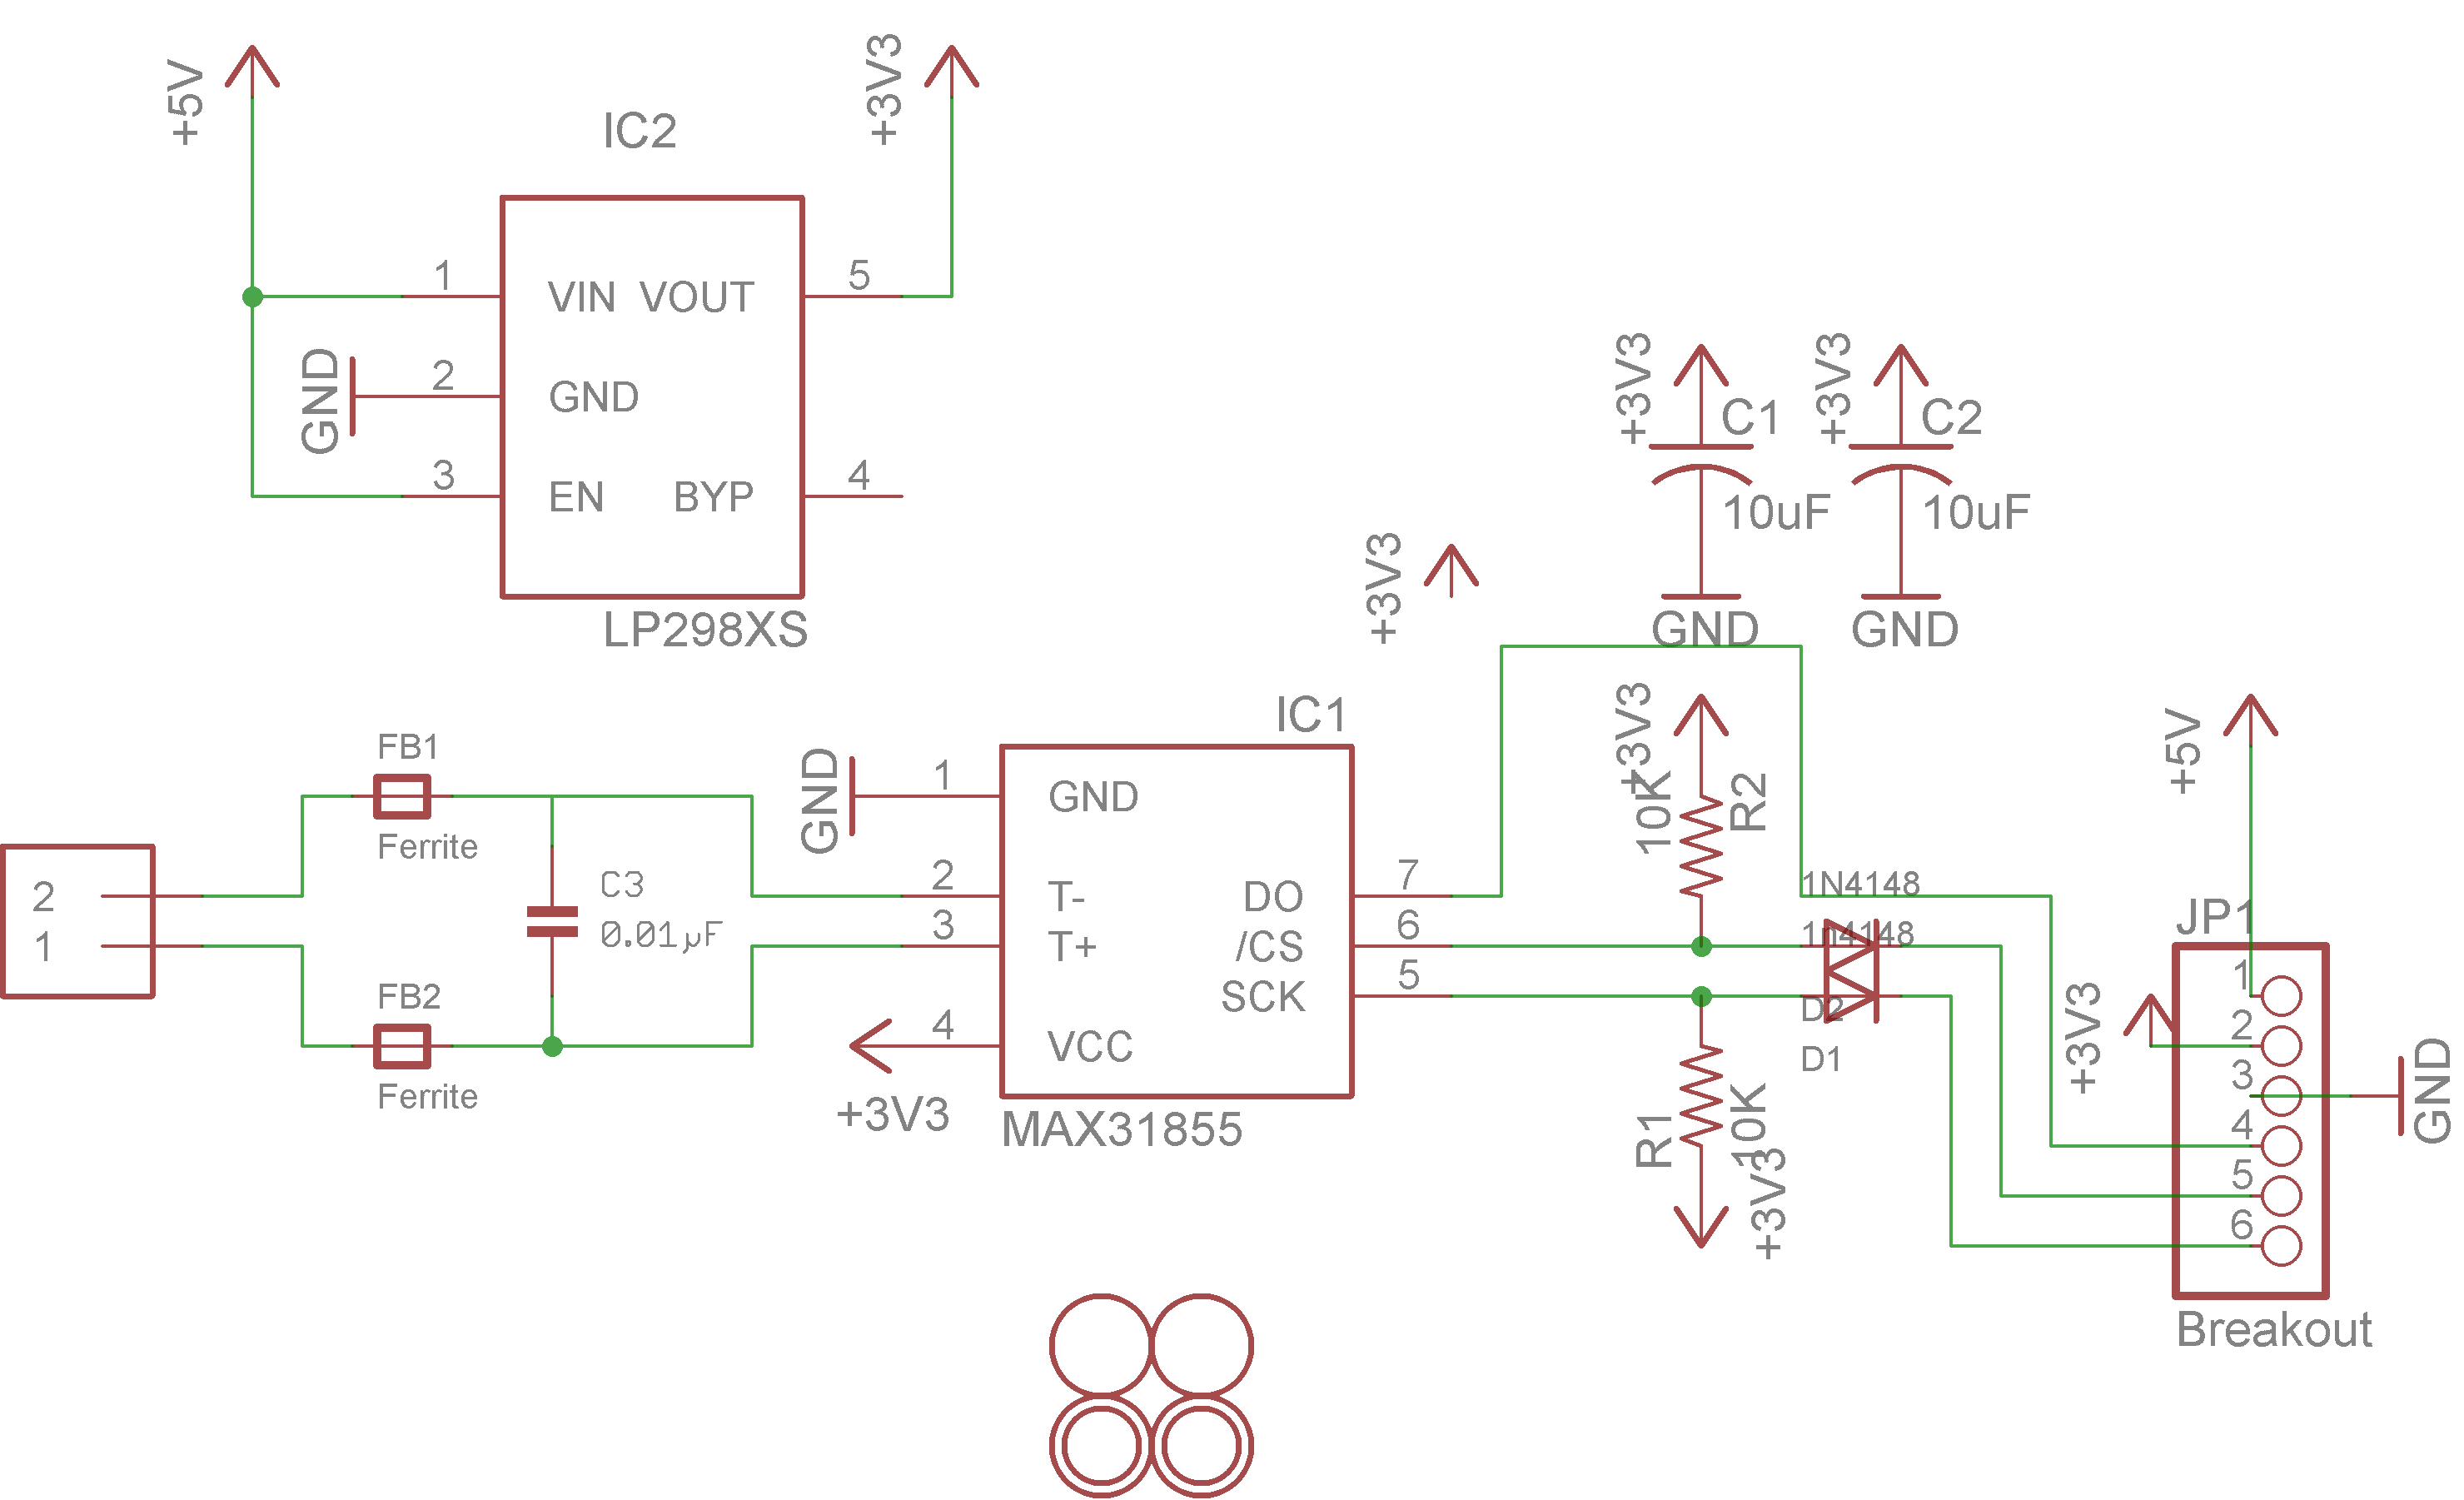 +5V
+3V3
IC2
1
VIN
VOUT
5
2
GND
GND
3
EN
BYP
4
LP298XS
+3V3
C1
10uF
GND
+3V3
C2
10uF
GND
+3V3
IC1
FB1
Ferrite
2
1
C3
0.01µF
FB2
Ferrite
GND
1
GND
2
T-
3
T+
4
VCC
+3V3
DO
7
/CS
6
SCK
5
MAX31855
+3V3
10K
R2
1N4148
1n4148
D2
D1
R1
10K
+3V3
+5V
JP1
1
+3V3
2
3
GND
4
5
6
Breakout